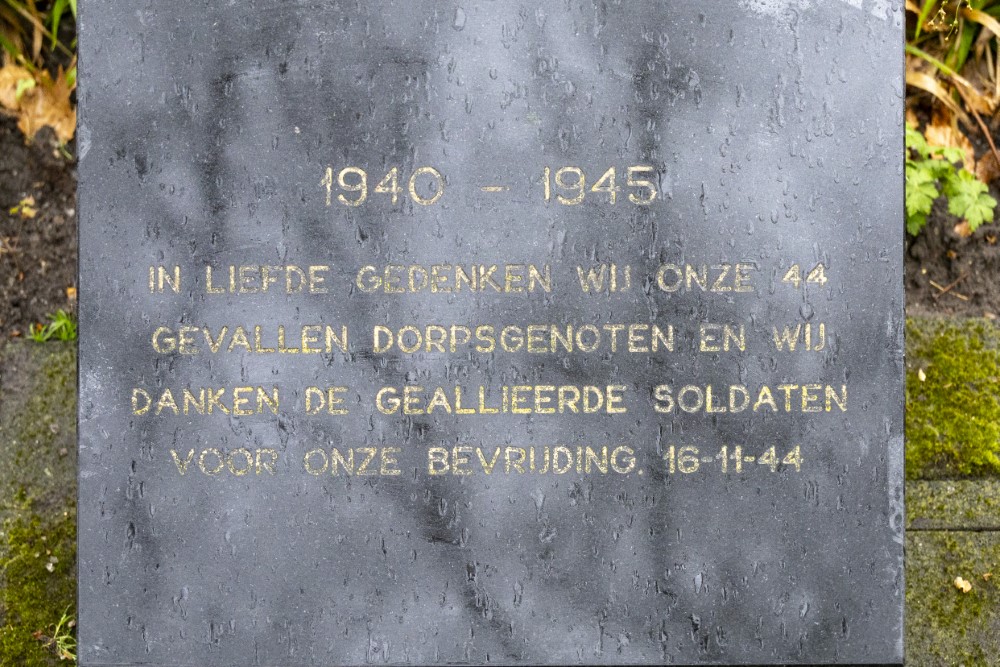 1940 - 1945
IN LIEFDE GEDENKEN WIJ ONZE 44
GEVALLEN DORPSGENOTEN EN WIJ
DANKEN DE GEALLIEERDE SOLDATEN
VOOR ONZE BEVRIJDING. 16-11-44